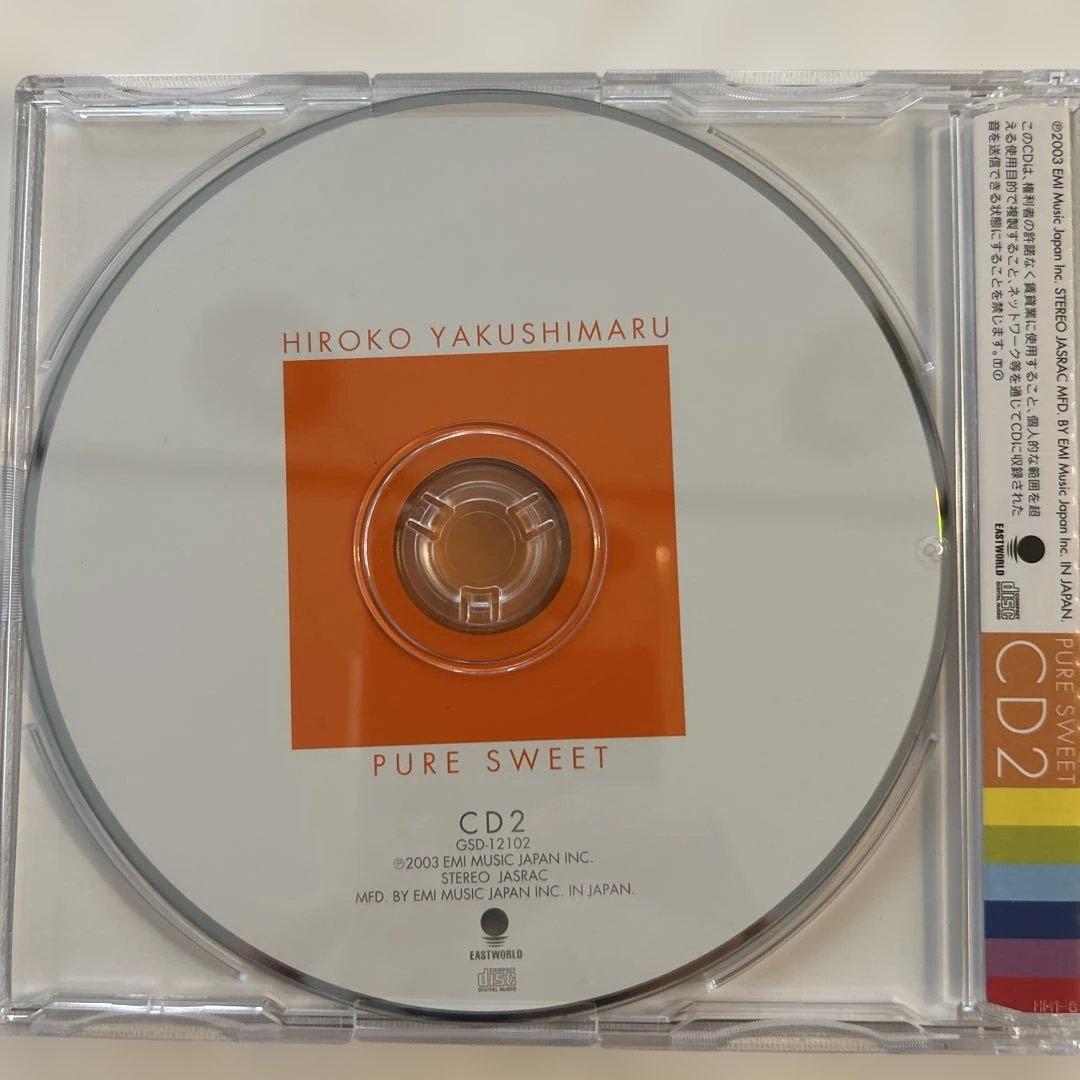 HIROKO YAKUSHIMARU
PURE SWEET
CD2
GSD-12102
℗2003 EMI MUSIC JAPAN INC.
STEREO JASRAC
MFD. BY EMI MUSIC JAPAN INC. IN JAPAN.
EASTWORLD
COMPACT
disc
DIGITAL AUDIO
℗2003 EMI Music Japan Inc. STEREO JASRAC MFD. BY EMI Music Japan Inc. IN JAPAN.
このCDは、権利者の許諾なく賃貸業に使用すること、個人的な範囲を超
える使用目的で複製すること、ネットワーク等を通じてCDに収録された
音を送信できる状態にすることを禁じます。
EASTWORLD
COMPACT
disc
DIGITAL AUDIO
PURE SWEET
CD2